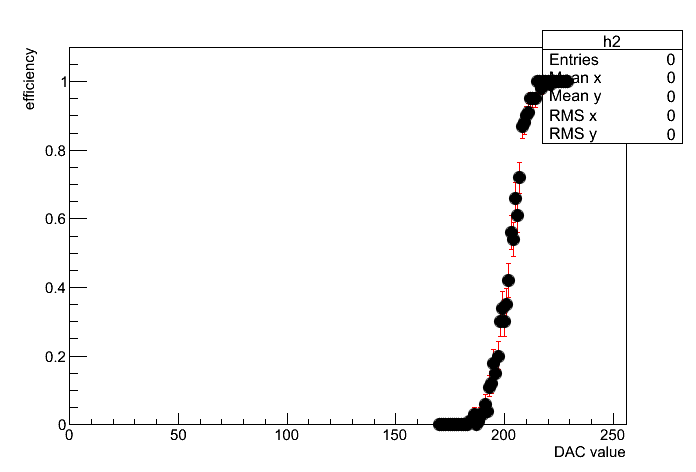 h2
Entries 0
Mean x 0
Mean y 0
RMS x 0
RMS y 0
efficiency
1
0.8
0.6
0.4
0.2
0
0 50 100 150 200 250
DAC value